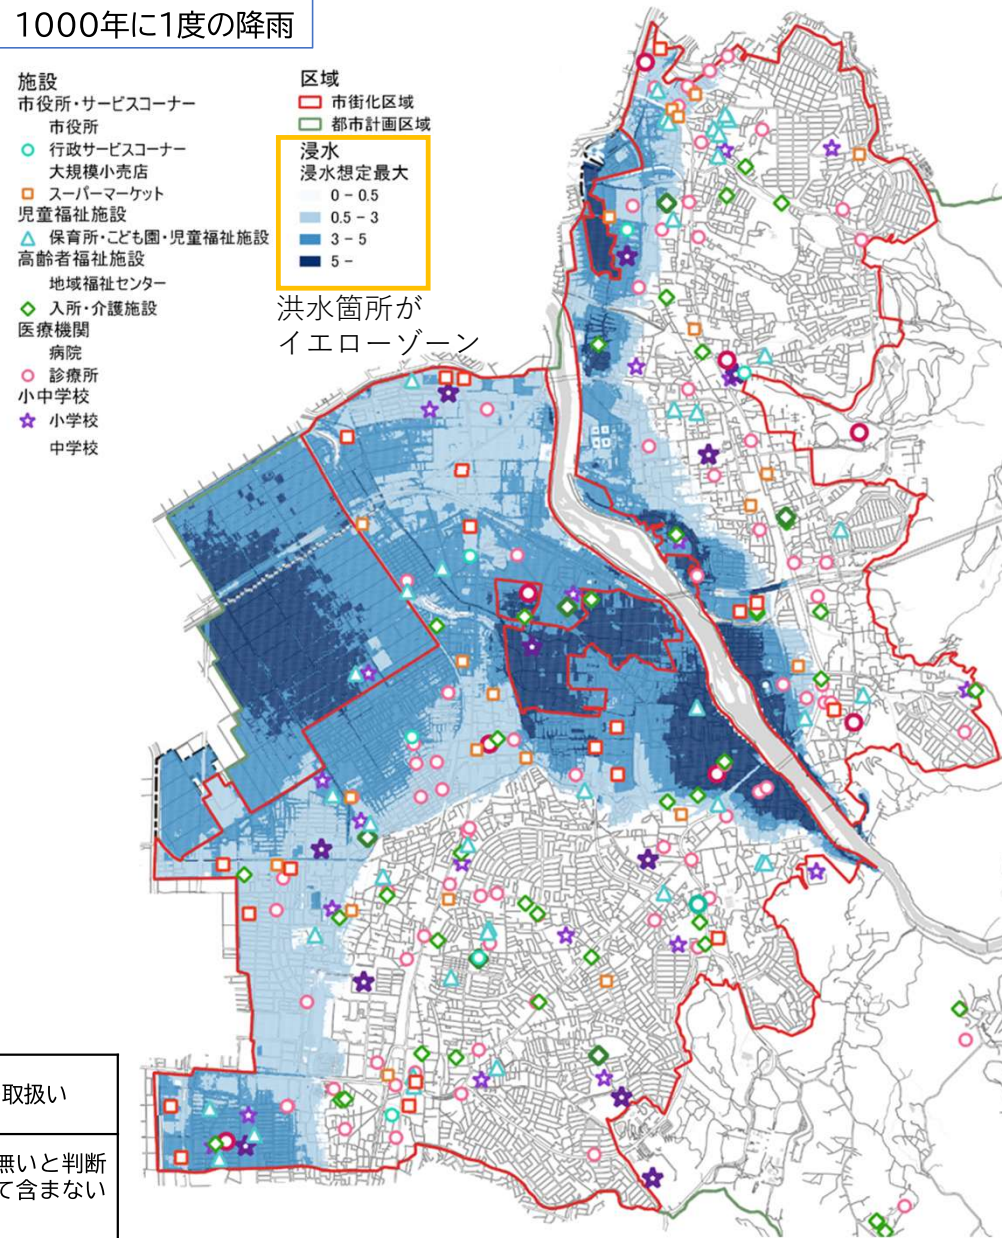 1000年に1度の降雨
施設
市役所・サービスコーナー
市役所
行政サービスコーナー
大規模小売店
スーパーマーケット
児童福祉施設
保育所・こども園・児童福祉施設
高齢者福祉施設
地域福祉センター
入所・介護施設
医療機関
病院
診療所
小中学校
小学校
中学校
区域
市街化区域
都市計画区域
浸水
浸水想定最大
0 – 0.5
0.5 – 3
3 – 5
5 –
洪水箇所が
イエローゾーン
取扱い
無いと判断
て含まない